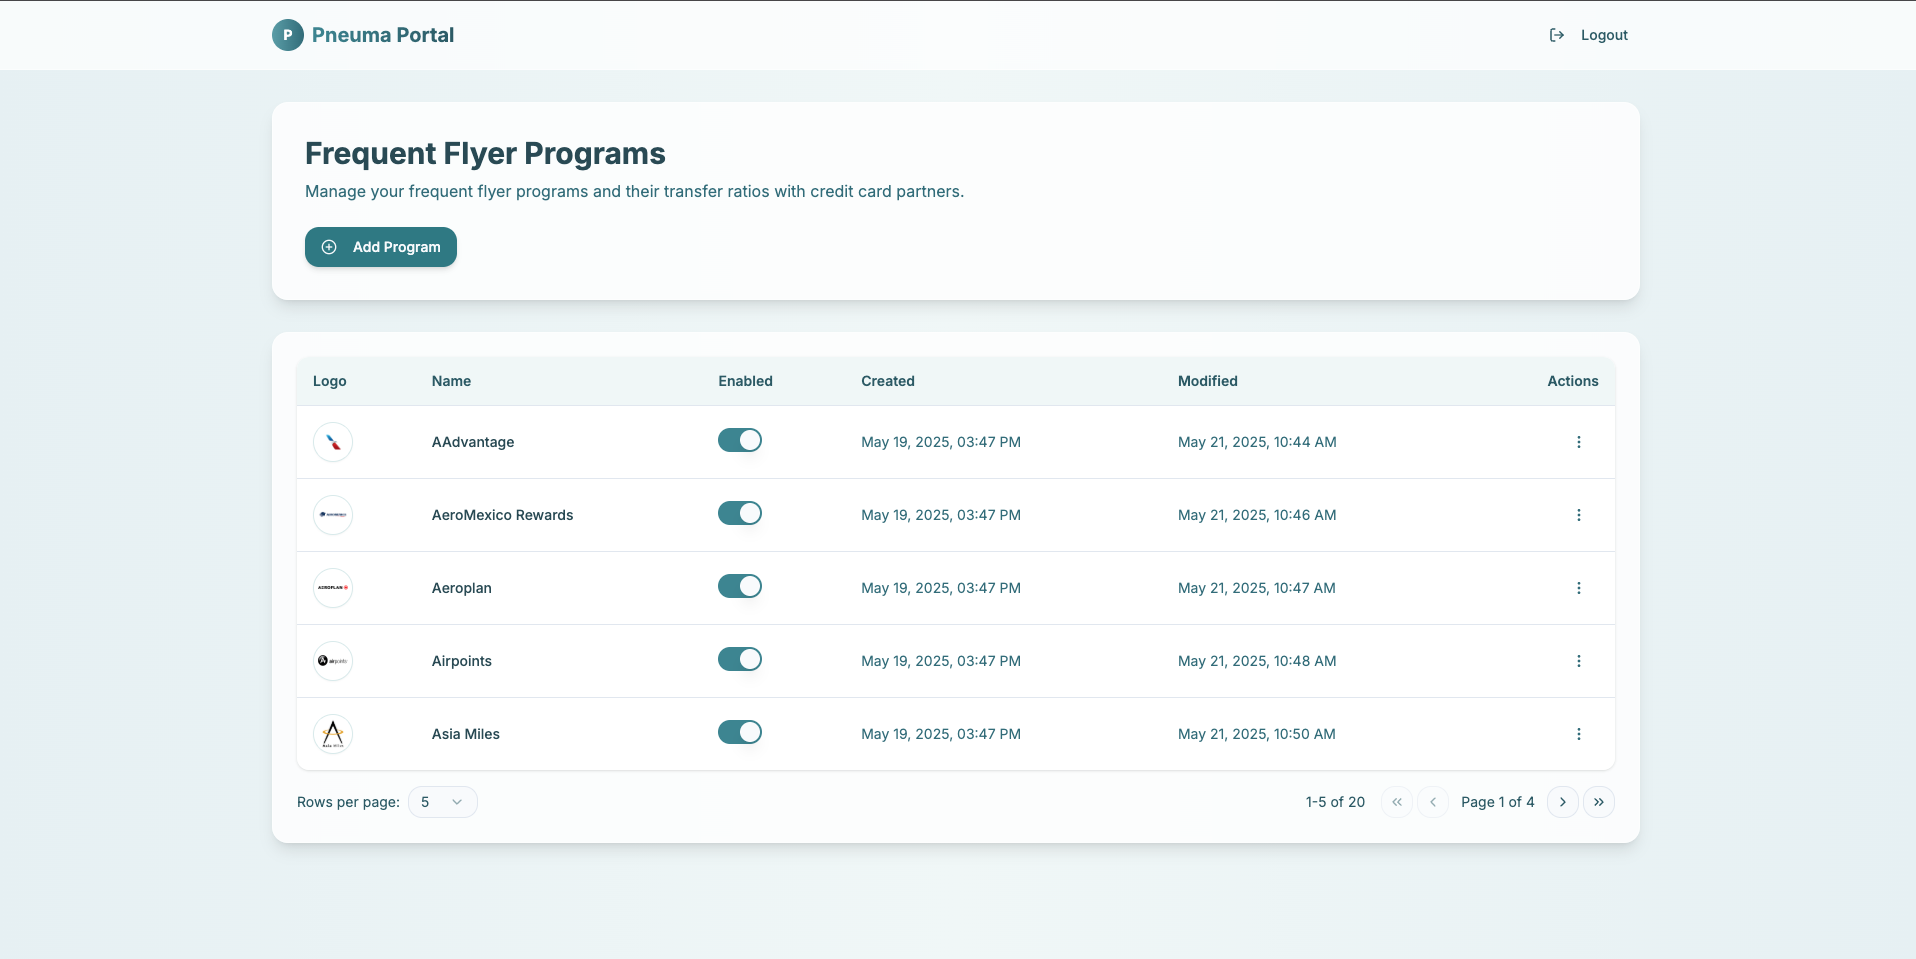 P Pneuma Portal
Logout
Frequent Flyer Programs
Manage your frequent flyer programs and their transfer ratios with credit card partners.
Add Program
Logo Name Enabled Created Modified Actions
AAdvantage May 19, 2025, 03:47 PM May 21, 2025, 10:44 AM
AeroMexico Rewards May 19, 2025, 03:47 PM May 21, 2025, 10:46 AM
AEROPLAN Aeroplan May 19, 2025, 03:47 PM May 21, 2025, 10:47 AM
airpoints Airpoints May 19, 2025, 03:47 PM May 21, 2025, 10:48 AM
Asia Miles Asia Miles May 19, 2025, 03:47 PM May 21, 2025, 10:50 AM
Rows per page: 5 1-5 of 20 « ‹ Page 1 of 4 › »